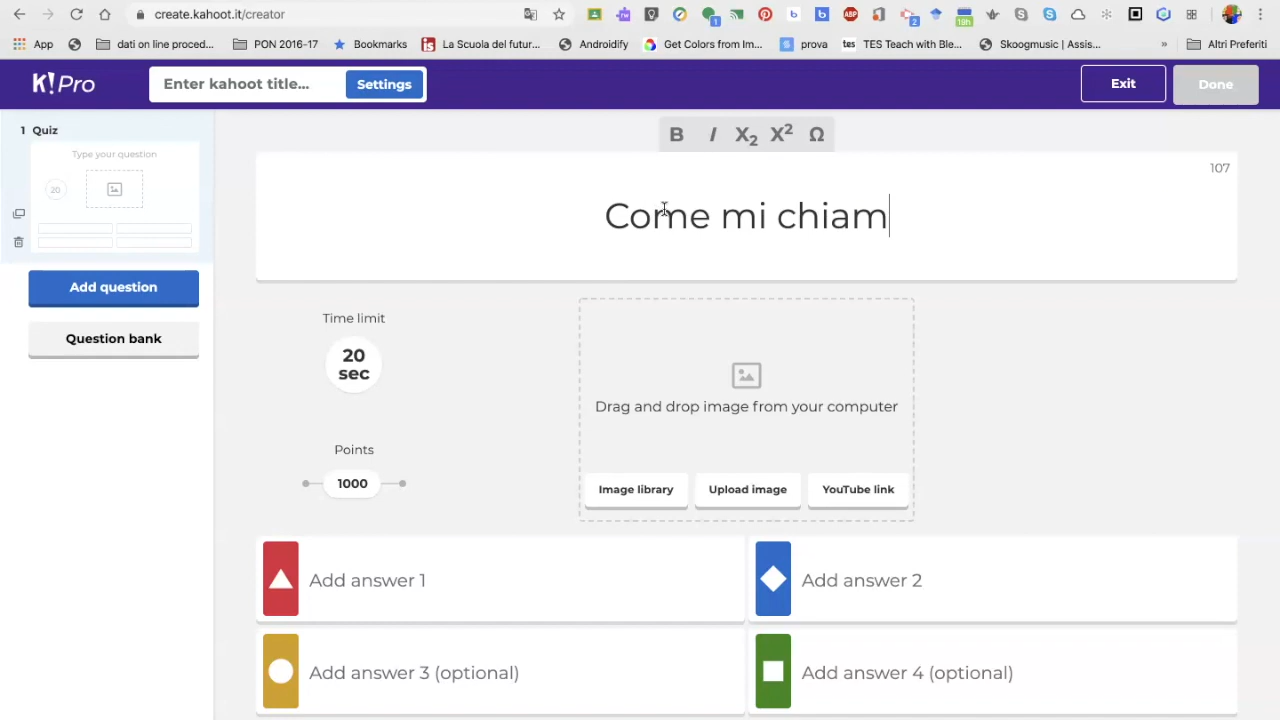 create.kahoot.it/creator
App
dati on line proced...
PON 2016-17
Bookmarks
La Scuola del futur...
Androidify
Get Colors from Im...
prova
TES Teach with Ble...
Skoogmusic | Assis...
»
Altri Preferiti
K!Pro
Enter kahoot title...
Settings
Exit
Done
1 Quiz
Type your question
20
Add question
Question bank
B I X2 X2 Ω
107
Come mi chiam
Time limit
20
sec
Points
1000
Drag and drop image from your computer
Image library
Upload image
YouTube link
Add answer 1
Add answer 2
Add answer 3 (optional)
Add answer 4 (optional)